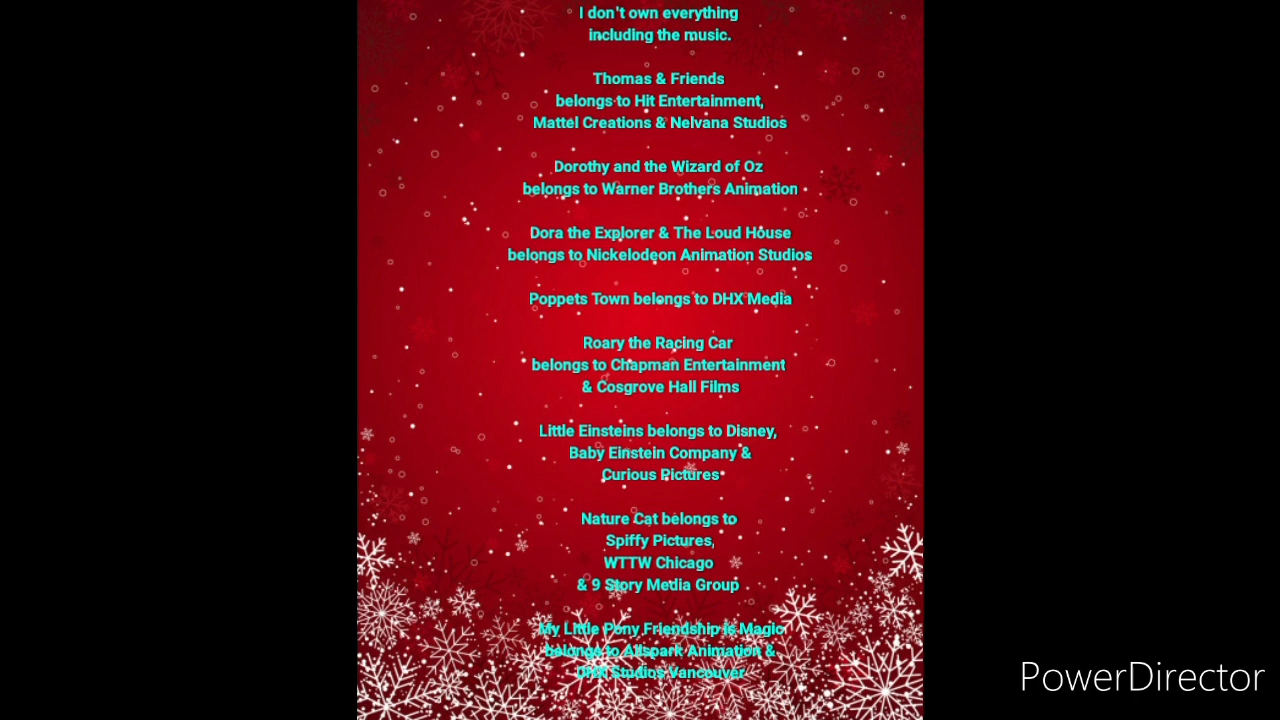 I don't own everything
including the music.
Thomas & Friends
belongs to Hit Entertainment,
Mattel Creations & Nelvana Studios
Dorothy and the Wizard of Oz
belongs to Warner Brothers Animation
Dora the Explorer & The Loud House
belongs to Nickelodeon Animation Studios
Poppets Town belongs to DHX Media
Roary the Racing Car
belongs to Chapman Entertainment
& Cosgrove Hall Films
Little Einsteins belongs to Disney,
Baby Einstein Company &
Curious Pictures
Nature Cat belongs to
Spiffy Pictures,
WTTW Chicago
& 9 Story Media Group
My Little Pony Friendship is Magic
belongs to Allspark Animation &
DHX Studios Vancouver
PowerDirector